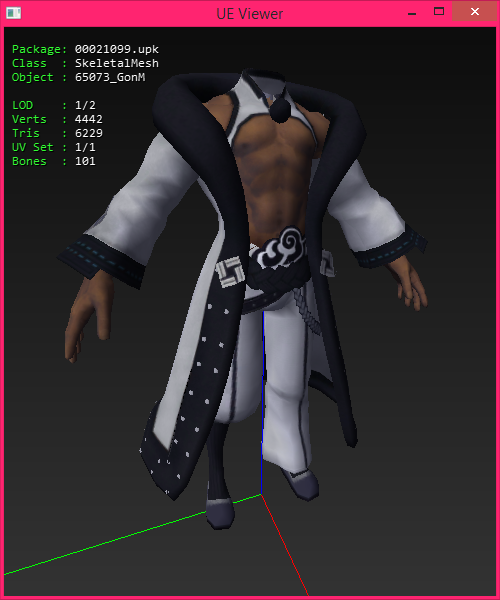 UE Viewer
Package: 00021099.upk
Class : SkeletalMesh
Object : 65073_GonM
LOD : 1/2
Verts : 4442
Tris : 6229
UV Set : 1/1
Bones : 101